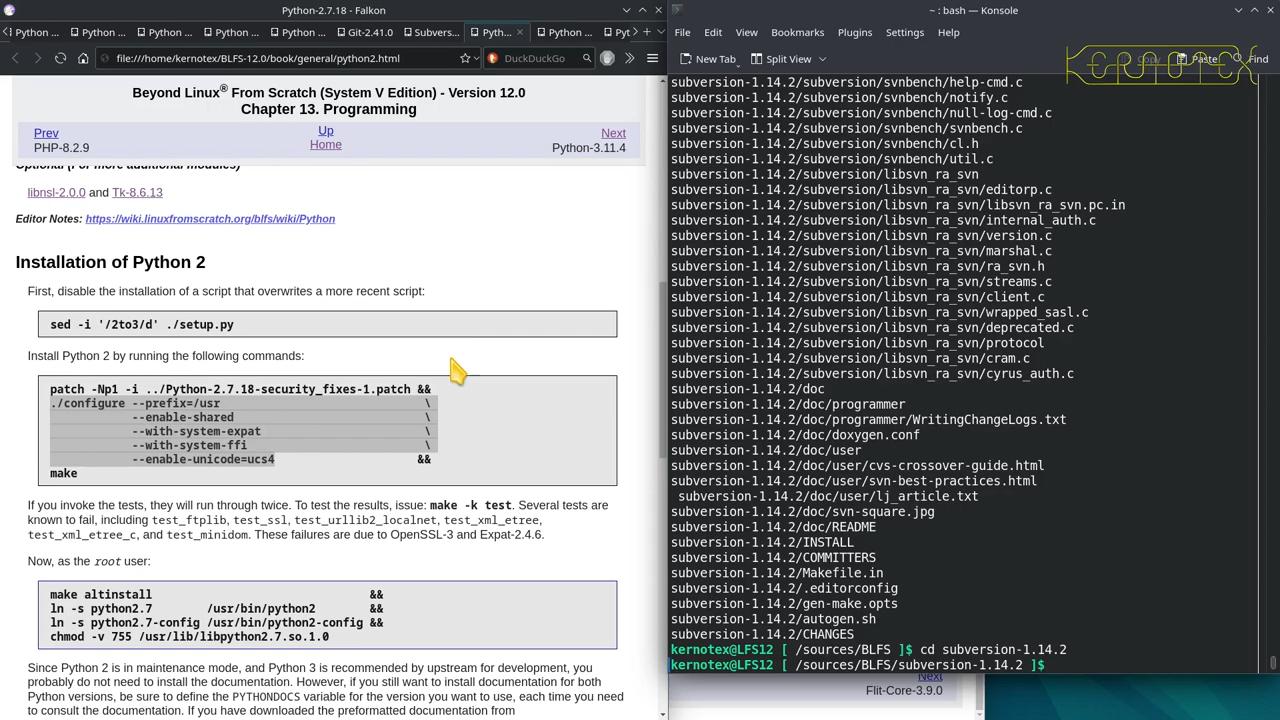 Python-2.7.18 - Falkon
Python ...
Python ...
Python ...
Python ...
Python ...
Git-2.41.0
Subvers...
Pyth...
Python ...
Pyt
file:///home/kernotex/BLFS-12.0/book/general/python2.html
DuckDuckGo
Beyond Linux® From Scratch (System V Edition) - Version 12.0
Chapter 13. Programming
Prev
Up
Next
PHP-8.2.9
Home
Python-3.11.4
Optional (For more additional modules)
libnsl-2.0.0 and Tk-8.6.13
Editor Notes: https://wiki.linuxfromscratch.org/blfs/wiki/Python
Installation of Python 2
First, disable the installation of a script that overwrites a more recent script:
sed -i '/2to3/d' ./setup.py
Install Python 2 by running the following commands:
patch -Np1 -i ../Python-2.7.18-security_fixes-1.patch &&
./configure --prefix=/usr \
--enable-shared \
--with-system-expat \
--with-system-ffi \
--enable-unicode=ucs4 &&
make
If you invoke the tests, they will run through twice. To test the results, issue: make -k test. Several tests are
known to fail, including test_ftplib, test_ssl, test_urllib2_localnet, test_xml_etree,
test_xml_etree_c, and test_minidom. These failures are due to OpenSSL-3 and Expat-2.4.6.
Now, as the root user:
make altinstall &&
ln -s python2.7 /usr/bin/python2 &&
ln -s python2.7-config /usr/bin/python2-config &&
chmod -v 755 /usr/lib/libpython2.7.so.1.0
Since Python 2 is in maintenance mode, and Python 3 is recommended by upstream for development, you
probably do not need to install the documentation. However, if you still want to install documentation for both
Python versions, be sure to define the PYTHONDOCS variable for the version you want to use, each time you need
to consult the documentation. If you have downloaded the preformatted documentation from
~ : bash — Konsole
File Edit View Bookmarks Plugins Settings Help
New Tab
Split View
Copy
Paste
Find
KERNOTEX
subversion-1.14.2/subversion/svnbench/help-cmd.c
subversion-1.14.2/subversion/svnbench/notify.c
subversion-1.14.2/subversion/svnbench/null-log-cmd.c
subversion-1.14.2/subversion/svnbench/svnbench.c
subversion-1.14.2/subversion/svnbench/cl.h
subversion-1.14.2/subversion/svnbench/util.c
subversion-1.14.2/subversion/libsvn_ra_svn
subversion-1.14.2/subversion/libsvn_ra_svn/editorp.c
subversion-1.14.2/subversion/libsvn_ra_svn/libsvn_ra_svn.pc.in
subversion-1.14.2/subversion/libsvn_ra_svn/internal_auth.c
subversion-1.14.2/subversion/libsvn_ra_svn/version.c
subversion-1.14.2/subversion/libsvn_ra_svn/marshal.c
subversion-1.14.2/subversion/libsvn_ra_svn/ra_svn.h
subversion-1.14.2/subversion/libsvn_ra_svn/streams.c
subversion-1.14.2/subversion/libsvn_ra_svn/client.c
subversion-1.14.2/subversion/libsvn_ra_svn/wrapped_sasl.c
subversion-1.14.2/subversion/libsvn_ra_svn/deprecated.c
subversion-1.14.2/subversion/libsvn_ra_svn/protocol
subversion-1.14.2/subversion/libsvn_ra_svn/cram.c
subversion-1.14.2/subversion/libsvn_ra_svn/cyrus_auth.c
subversion-1.14.2/doc
subversion-1.14.2/doc/programmer
subversion-1.14.2/doc/programmer/WritingChangeLogs.txt
subversion-1.14.2/doc/doxygen.conf
subversion-1.14.2/doc/user
subversion-1.14.2/doc/user/cvs-crossover-guide.html
subversion-1.14.2/doc/user/svn-best-practices.html
subversion-1.14.2/doc/user/lj_article.txt
subversion-1.14.2/doc/svn-square.jpg
subversion-1.14.2/doc/README
subversion-1.14.2/INSTALL
subversion-1.14.2/COMMITTERS
subversion-1.14.2/Makefile.in
subversion-1.14.2/.editorconfig
subversion-1.14.2/gen-make.opts
subversion-1.14.2/autogen.sh
subversion-1.14.2/CHANGES
kernotex@LFS12 [ /sources/BLFS ]$ cd subversion-1.14.2
kernotex@LFS12 [ /sources/BLFS/subversion-1.14.2 ]$
Next
Flit-Core-3.9.0